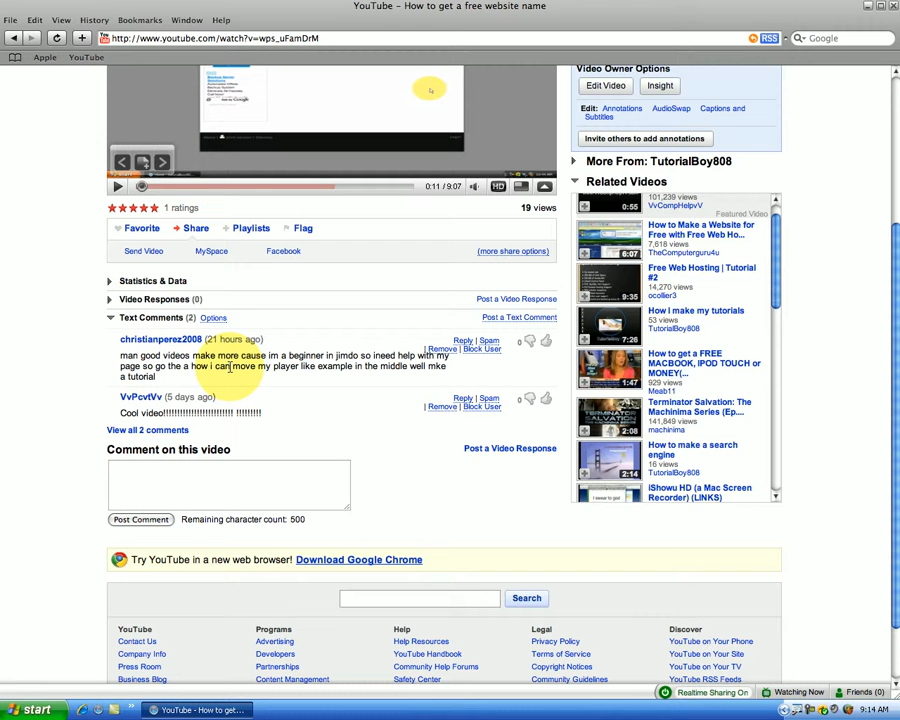 YouTube - How to get a free website name
File Edit View History Bookmarks Window Help
http://www.youtube.com/watch?v=wps_uFamDrM
RSS
Google
Apple YouTube
0:11 / 9:07
HD
1 ratings
19 views
Favorite Share Playlists Flag
Send Video MySpace Facebook (more share options)
Statistics & Data
Video Responses (0)
Post a Video Response
Text Comments (2) Options
Post a Text Comment
christianperez2008 (21 hours ago)
Reply | Spam
0
Remove | Block User
man good videos make more cause im a beginner in jimdo so ineed help with my
page so go the a how i can move my player like example in the middle well mke
a tutorial
VvPcvtVv (5 days ago)
Reply | Spam
0
Remove | Block User
Cool video!!!!!!!!!!!!!!!!!!!!!!!!!! !!!!!!!!!
View all 2 comments
Comment on this video
Post a Video Response
Post Comment
Remaining character count: 500
Video Owner Options
Edit Video
Insight
Edit: Annotations AudioSwap Captions and
Subtitles
Invite others to add annotations
More From: TutorialBoy808
Related Videos
0:55
101,239 views
VvCompHelpvV
Featured Video
6:07
How to Make a Website for
Free with Free Web Ho...
7,618 views
TheComputerguru4u
9:35
Free Web Hosting | Tutorial
#2
14,270 views
ocollier3
7:26
How I make my tutorials
53 views
TutorialBoy808
1:47
How to get a FREE
MACBOOK, IPOD TOUCH or
MONEY(...
929 views
Meab11
2:08
Terminator Salvation: The
Machinima Series (Ep...
machinima
2:14
How to make a search
engine
16 views
TutorialBoy808
iShowu HD (a Mac Screen
Recorder) (LINKS)
Try YouTube in a new web browser! Download Google Chrome
Search
YouTube
Contact Us
Company Info
Press Room
Business Blog
Programs
Advertising
Developers
Partnerships
Content Management
Help
Help Resources
YouTube Handbook
Community Help Forums
Safety Center
Legal
Privacy Policy
Terms of Service
Copyright Notices
Community Guidelines
Discover
YouTube on Your Phone
YouTube on Your Site
YouTube on Your TV
YouTube RSS Feeds
Realtime Sharing On
Watching Now
Friends (0)
start
YouTube - How to get...
9:14 AM